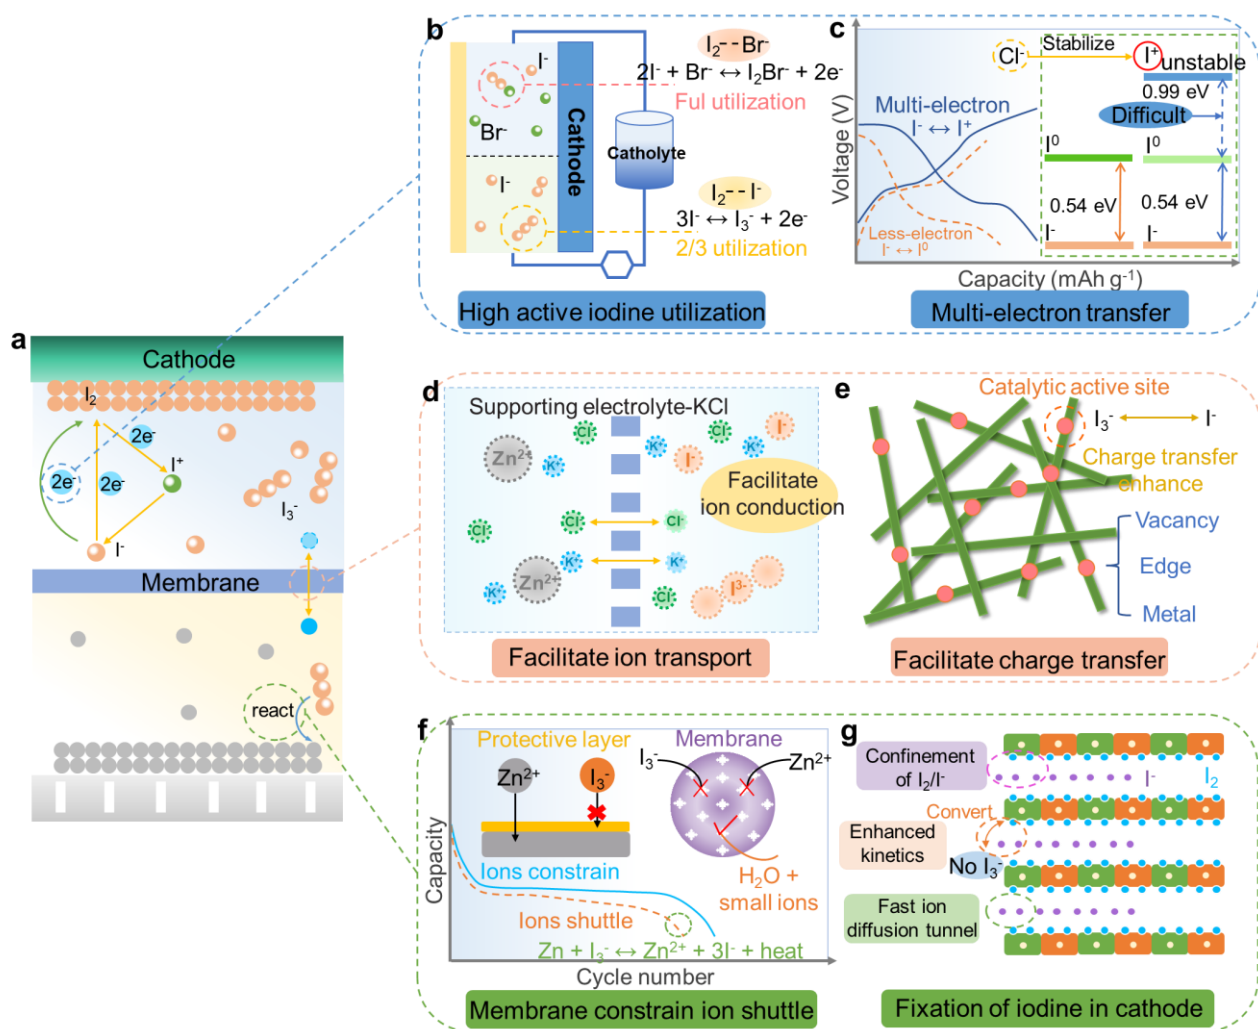 a
Cathode
I₂
2e⁻
I⁺
2e⁻
2e⁻
I₃⁻
I⁻
Membrane
react
b
I₂--Br⁻
I⁻
2I⁻ + Br⁻ ↔ I₂Br⁻ + 2e⁻
Ful utilization
Br⁻
Cathode
Catholyte
I⁻
I₂--I⁻
3I⁻ ↔ I₃⁻ + 2e⁻
2/3 utilization
High active iodine utilization
c
Voltage (V)
Cl⁻
Stabilize
I⁺
unstable
0.99 eV
Multi-electron
I⁻ ↔ I⁺
Difficult
I⁰
I⁰
0.54 eV
0.54 eV
Less-electron
I⁻ ↔ I⁰
I⁻
I⁻
Capacity (mAh g⁻¹)
Multi-electron transfer
d
Supporting electrolyte-KCl
Cl⁻
Cl⁻
I⁻
Zn²⁺
K⁺
K⁺
I⁻
Facilitate
ion conduction
Cl⁻
Cl⁻
Cl⁻
K⁺
K⁺
Zn²⁺
K⁺
Cl⁻
I³⁻
Facilitate ion transport
e
Catalytic active site
I₃⁻
I⁻
Charge transfer
enhance
Vacancy
Edge
Metal
Facilitate charge transfer
f
Capacity
Protective layer
Membrane
Zn²⁺
I₃⁻
I₃⁻
Zn²⁺
Ions constrain
H₂O +
small ions
Ions shuttle
Zn + I₃⁻ ↔ Zn²⁺ + 3I⁻ + heat
Cycle number
Membrane constrain ion shuttle
g
Confinement
of I₂/I⁻
I⁻
I₂
Convert
Enhanced
kinetics
No I₃⁻
Fast ion
diffusion tunnel
Fixation of iodine in cathode